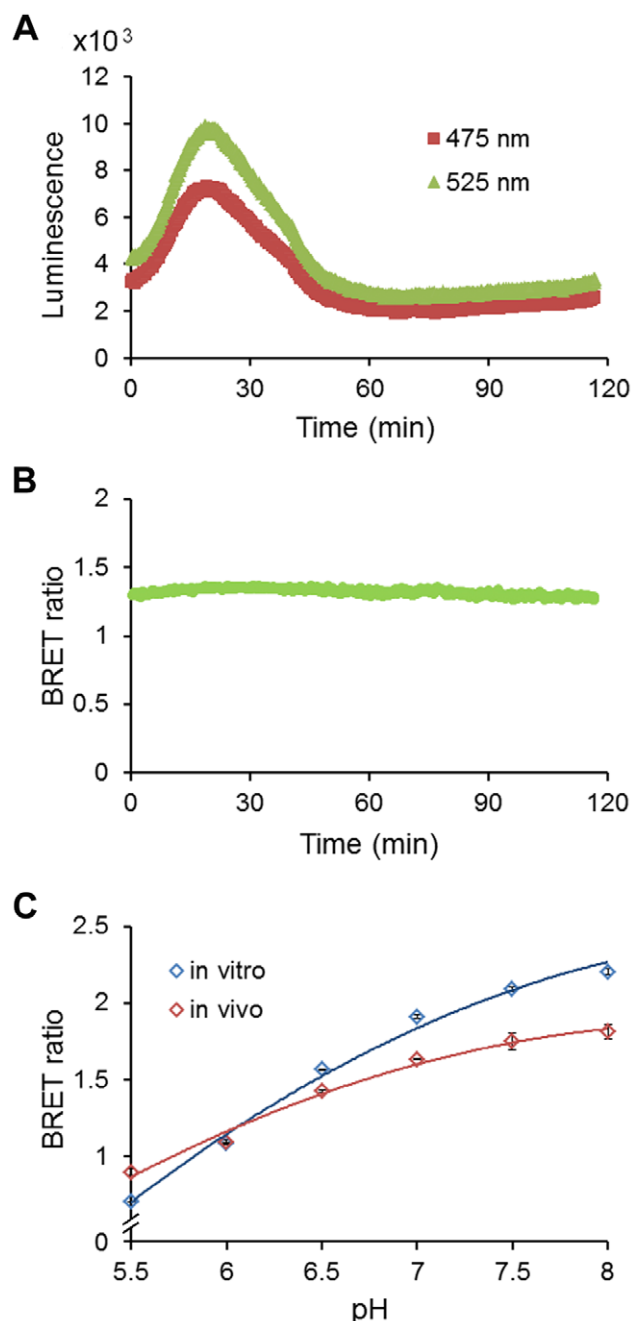 A
x10³
12
10
8
6
4
2
0
Luminescence
475 nm
525 nm
0 30 60 90 120
Time (min)
B
2
1.5
1
0.5
0
BRET ratio
0 30 60 90 120
Time (min)
C
2.5
2
1.5
1
0
BRET ratio
in vitro
in vivo
5.5 6 6.5 7 7.5 8
pH